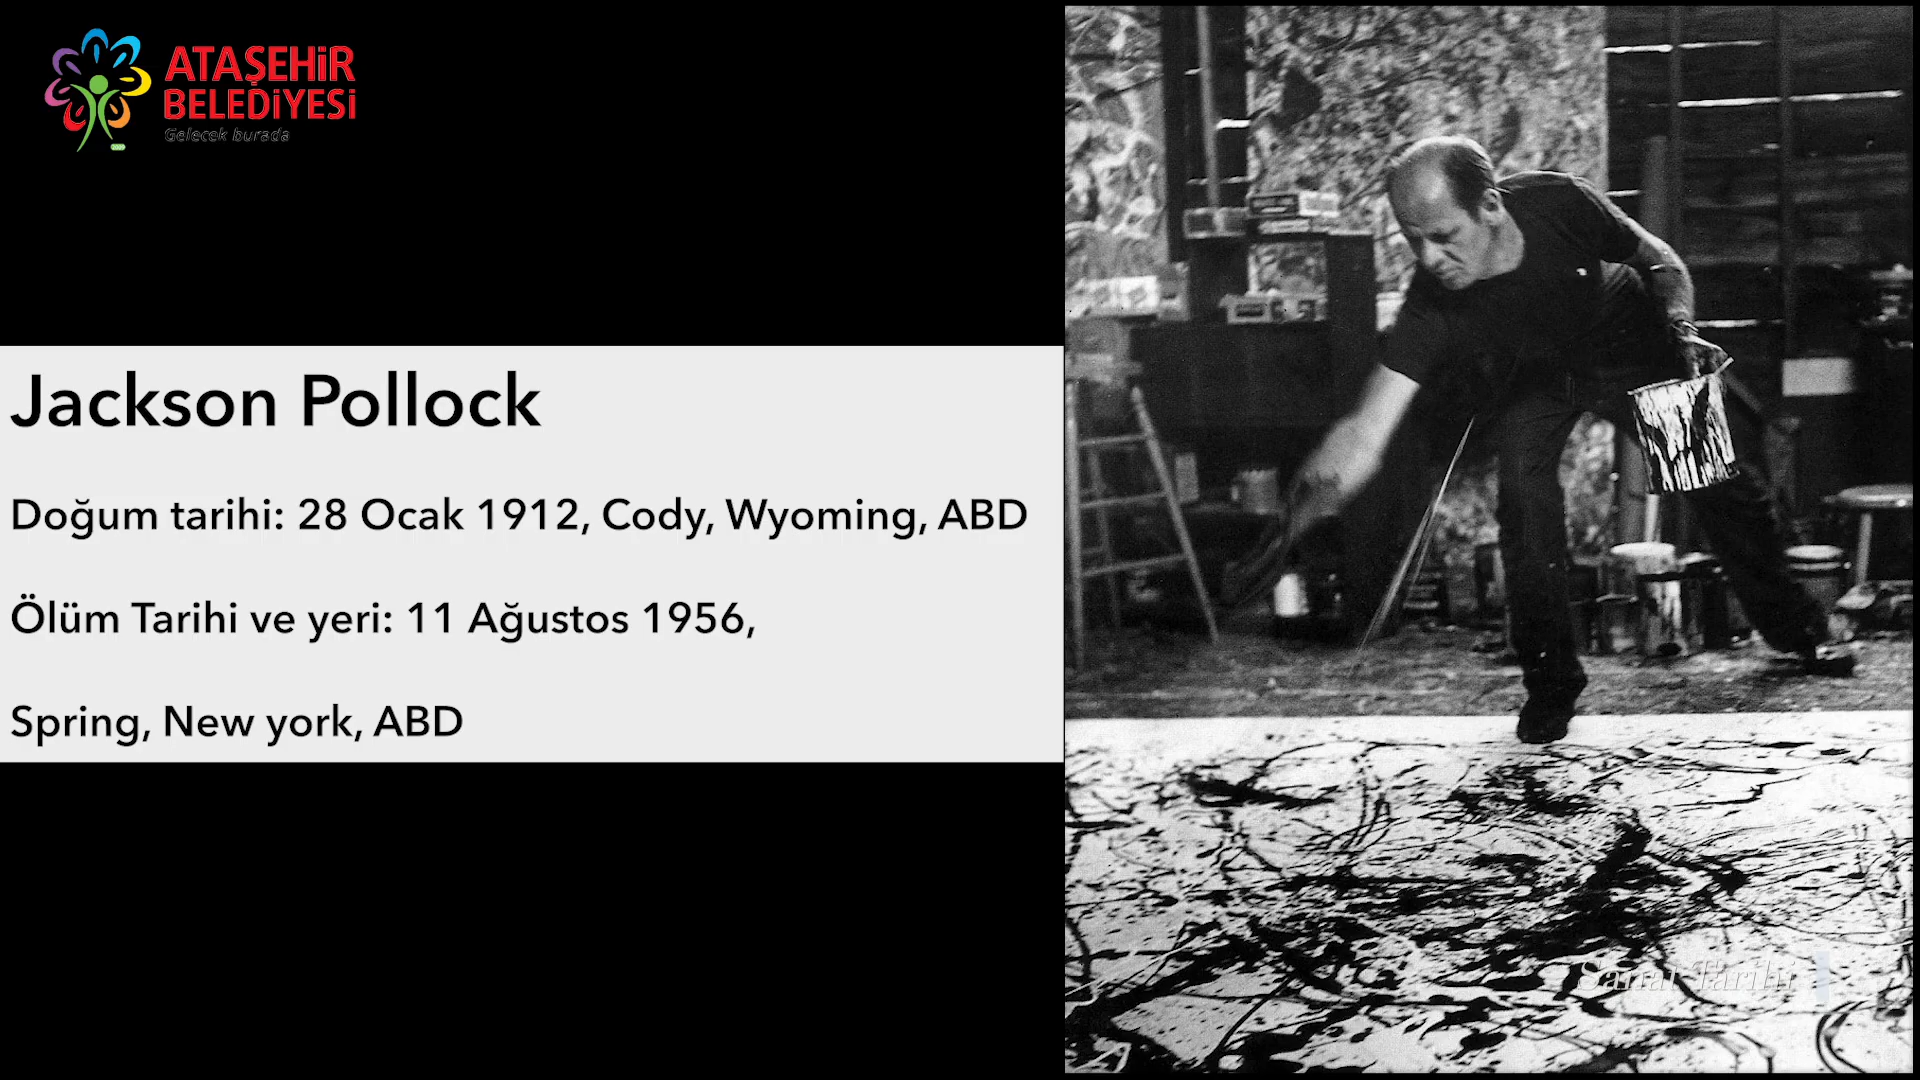 ATAŞEHİR
BELEDİYESİ
Gelecek burada
Jackson Pollock
Doğum tarihi: 28 Ocak 1912, Cody, Wyoming, ABD
Ölüm Tarihi ve yeri: 11 Ağustos 1956,
Spring, New york, ABD
Sanat Tarihi